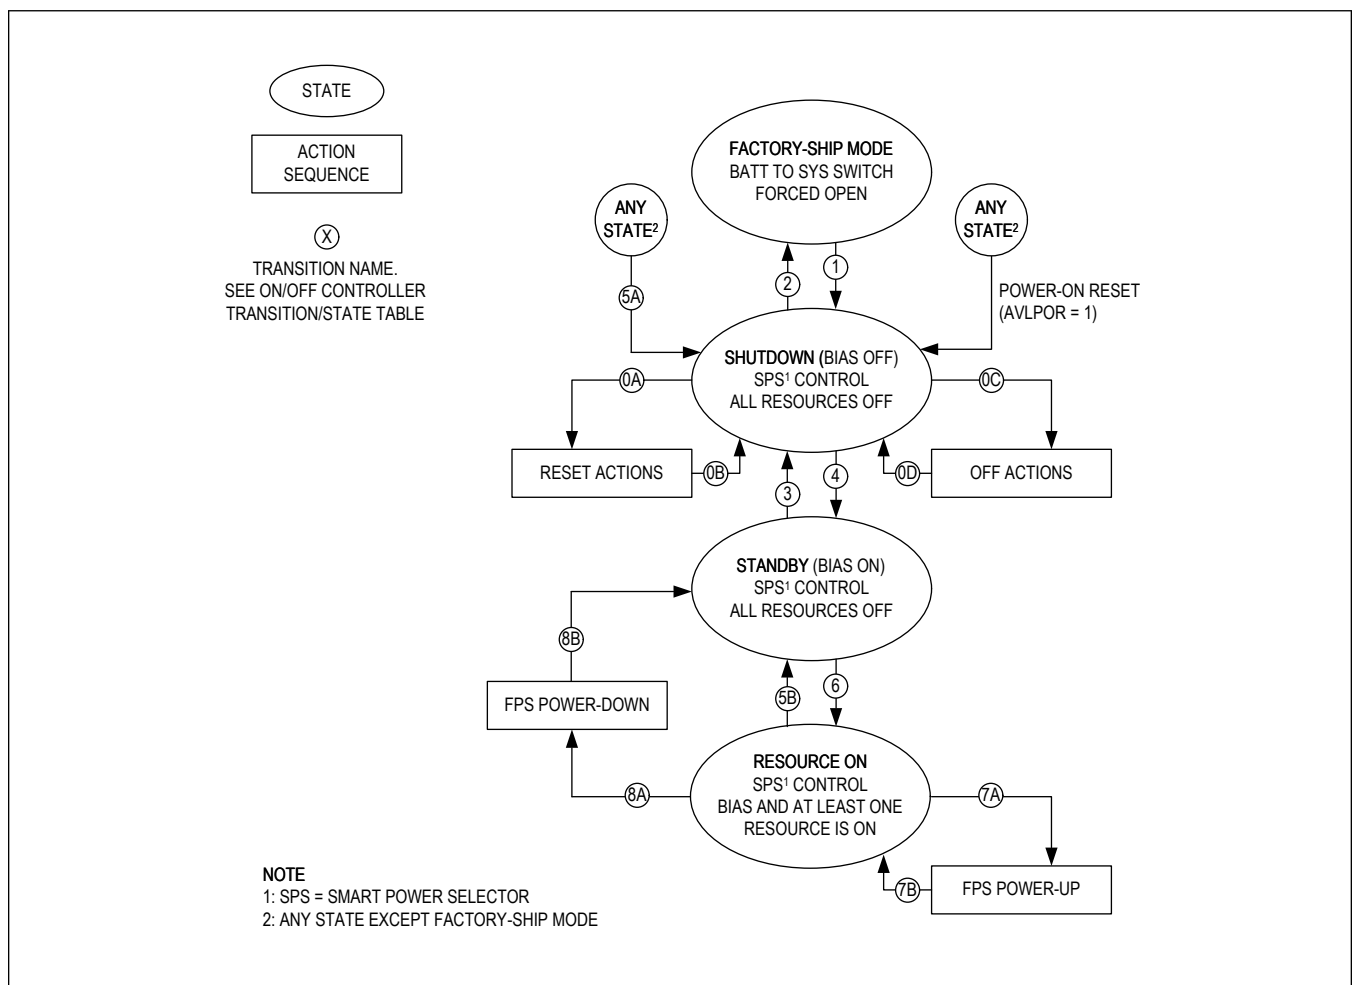 STATE
ACTION
SEQUENCE
X
TRANSITION NAME.
SEE ON/OFF CONTROLLER
TRANSITION/STATE TABLE
FACTORY-SHIP MODE
BATT TO SYS SWITCH
FORCED OPEN
ANY
STATE²
ANY
STATE²
1
2
5A
POWER-ON RESET
(AVLPOR = 1)
SHUTDOWN (BIAS OFF)
SPS¹ CONTROL
ALL RESOURCES OFF
0A
0C
RESET ACTIONS
0B
0D
OFF ACTIONS
3
4
STANDBY (BIAS ON)
SPS¹ CONTROL
ALL RESOURCES OFF
8B
FPS POWER-DOWN
5B
6
RESOURCE ON
SPS¹ CONTROL
BIAS AND AT LEAST ONE
RESOURCE IS ON
8A
7A
7B
FPS POWER-UP
NOTE
1: SPS = SMART POWER SELECTOR
2: ANY STATE EXCEPT FACTORY-SHIP MODE